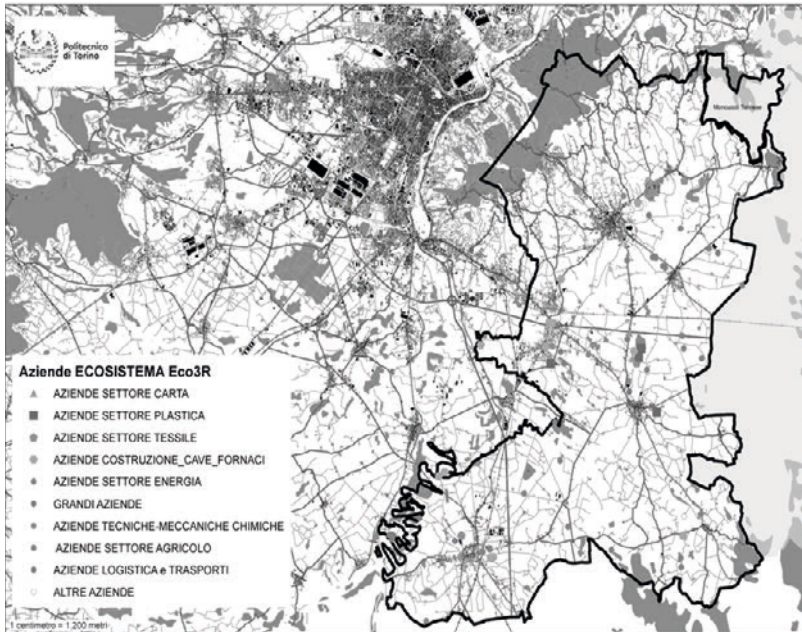 Politecnico
di Torino
Aziende ECOSISTEMA Eco3R
AZIENDE SETTORE CARTA
AZIENDE SETTORE PLASTICA
AZIENDE SETTORE TESSILE
AZIENDE COSTRUZIONE_CAVE_FORNACI
AZIENDE SETTORE ENERGIA
GRANDI AZIENDE
AZIENDE TECNICHE-MECCANICHE CHIMICHE
AZIENDE SETTORE AGRICOLO
AZIENDE LOGISTICA e TRASPORTI
ALTRE AZIENDE
1 centimetro = 1.200 metri